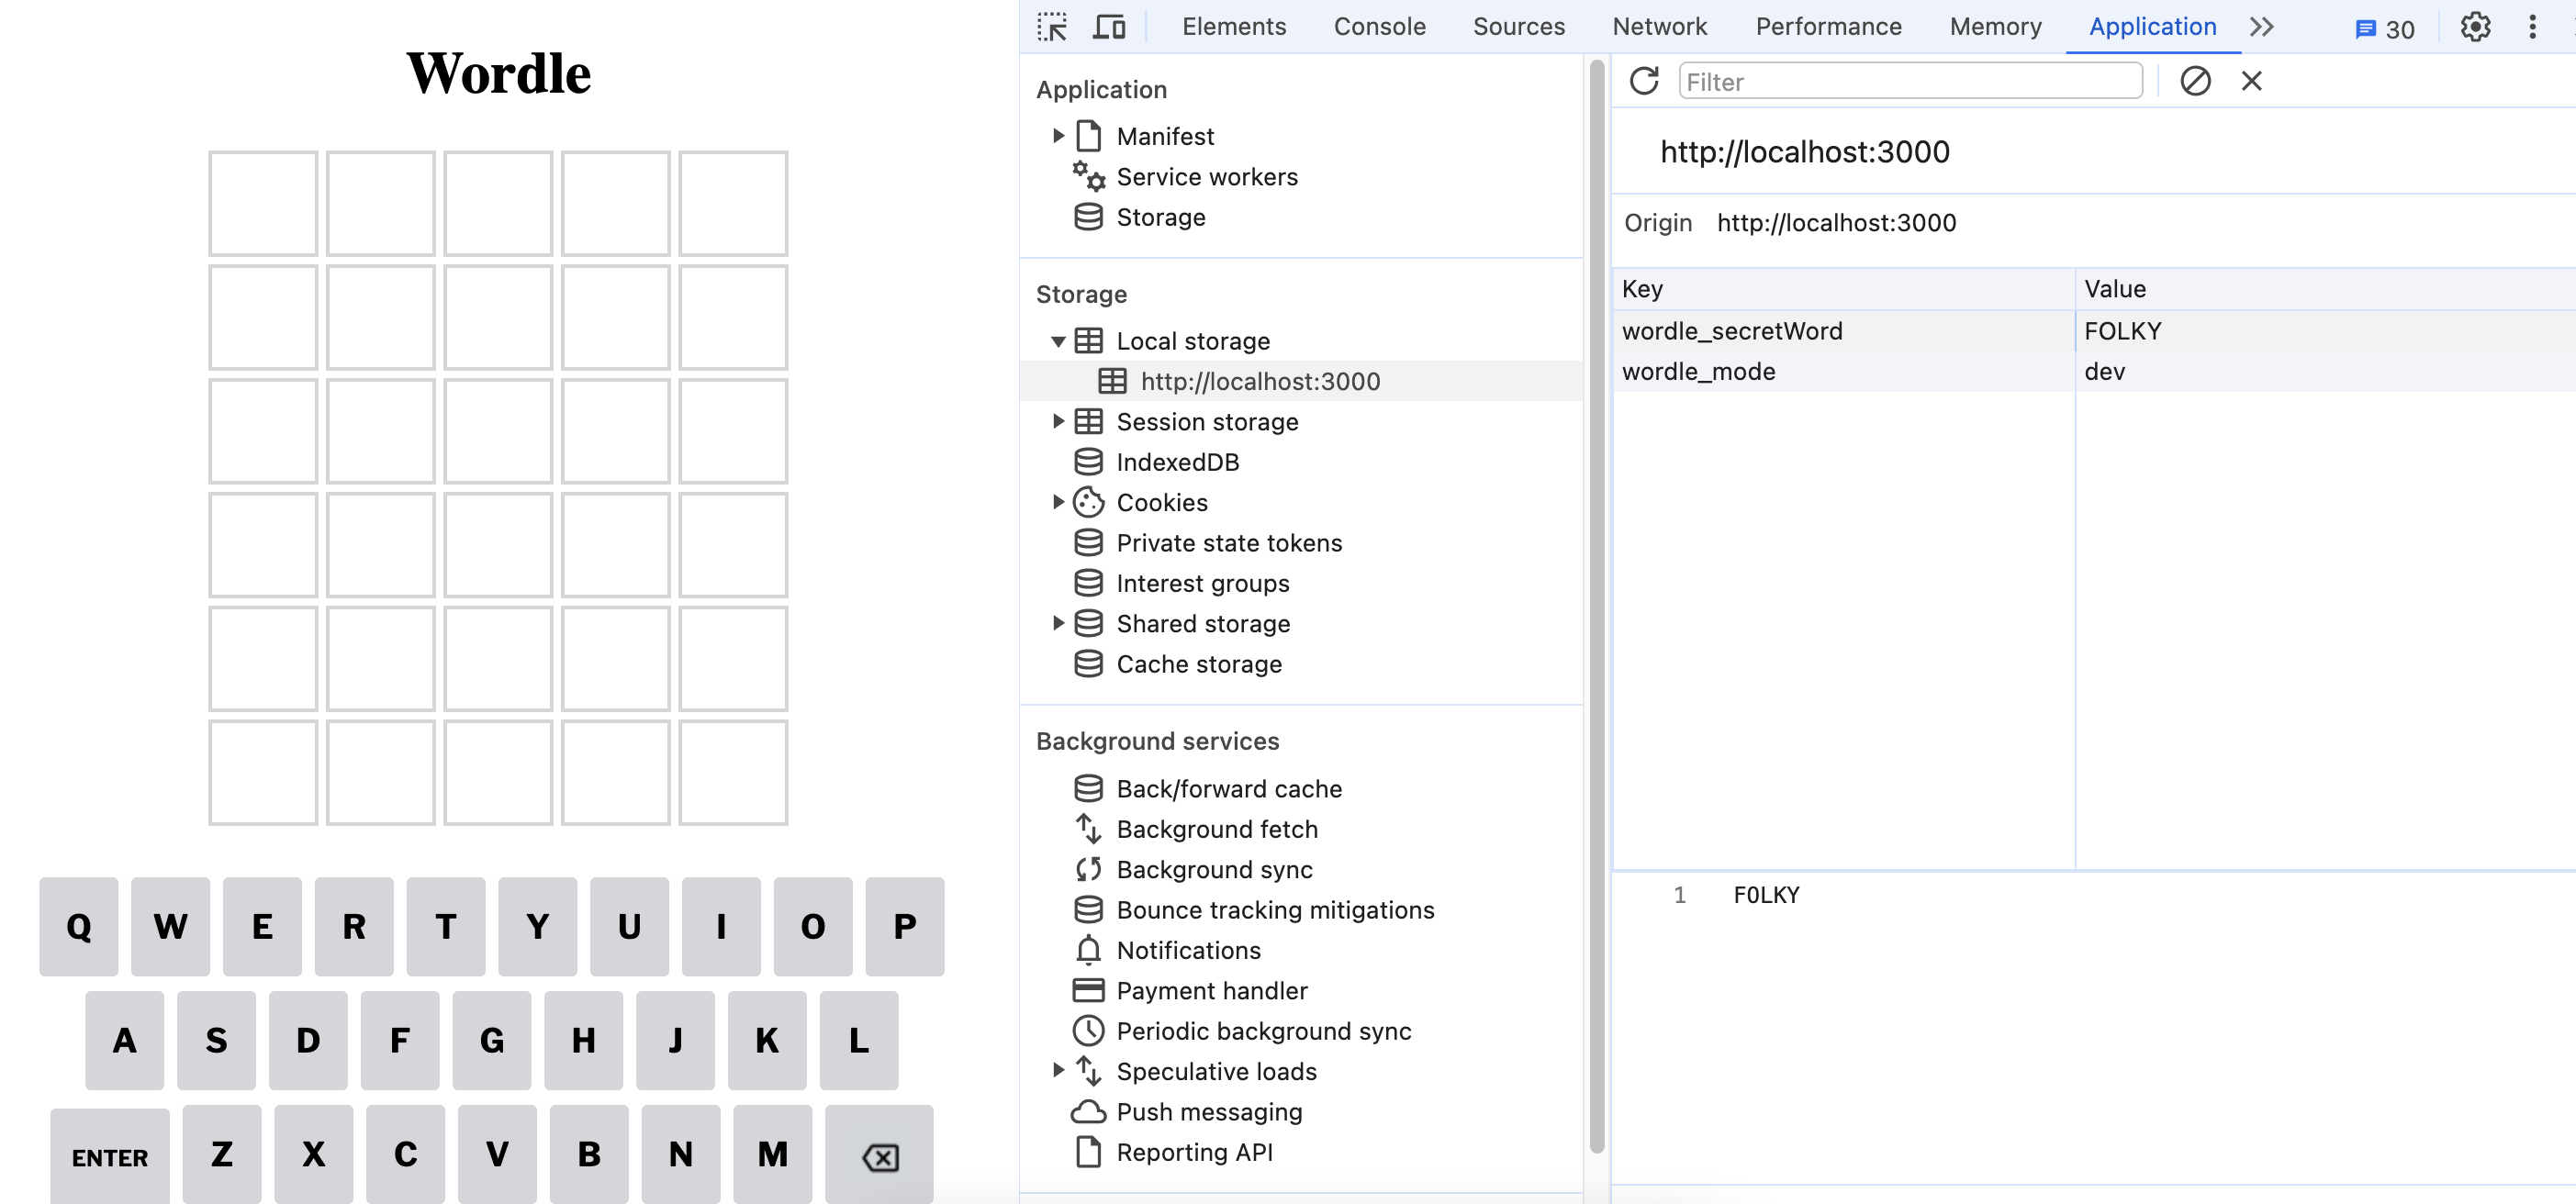 Wordle
Q W E R T Y U I O P
A S D F G H J K L
ENTER Z X C V B N M
Elements Console Sources Network Performance Memory Application 30
Application
Manifest
Service workers
Storage
Storage
Local storage
http://localhost:3000
Session storage
IndexedDB
Cookies
Private state tokens
Interest groups
Shared storage
Cache storage
Background services
Back/forward cache
Background fetch
Background sync
Bounce tracking mitigations
Notifications
Payment handler
Periodic background sync
Speculative loads
Push messaging
Reporting API
Filter
http://localhost:3000
Origin http://localhost:3000
Key Value
wordle_secretWord FOLKY
wordle_mode dev
1 FOLKY